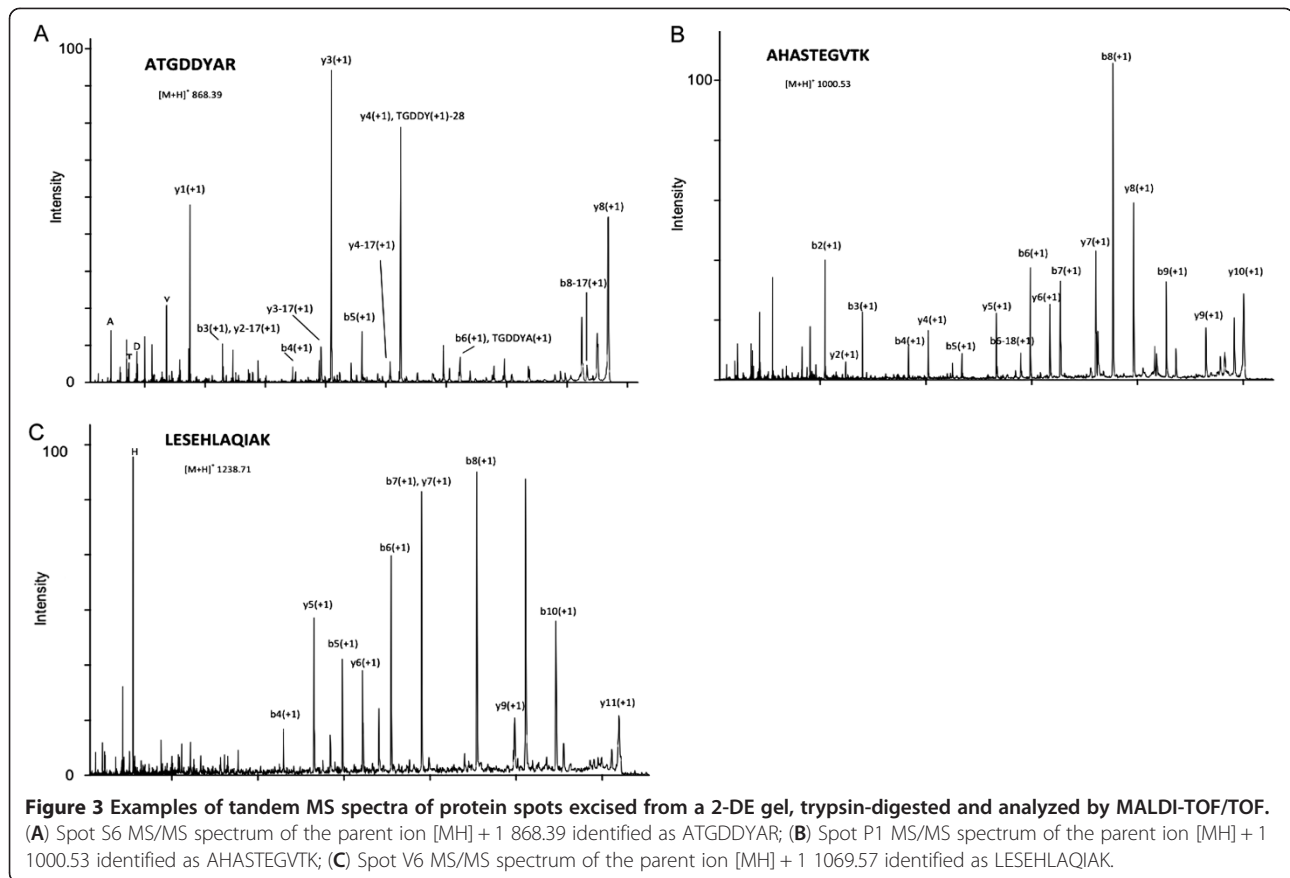 A
100
ATGDDYAR
[M+H]⁺ 868.39
y3(+1)
y4(+1), TGDDY(+1)-28
y1(+1)
y8(+1)
y4-17(+1)
b8-17(+1)
y3-17(+1)
b5(+1)
b3(+1), y2-17(+1)
b4(+1)
b6(+1), TGDDYA(+1)
A
T
D
v
Intensity
0
B
100
AHASTEGVTK
[M+H]⁺ 1000.53
b8(+1)
b2(+1)
b6(+1)
y7(+1)
y8(+1)
b3(+1)
b7(+1)
b9(+1)
y10(+1)
y5(+1)
y6(+1)
b4(+1)
y4(+1)
y9(+1)
y2(+1)
b5(+1)
b6-18(+1)
Intensity
0
C
100
LESEHLAQIAK
[M+H]⁺ 1238.71
H
b7(+1), y7(+1)
b8(+1)
b6(+1)
y5(+1)
b5(+1)
y6(+1)
b10(+1)
b4(+1)
y9(+1)
y11(+1)
Intensity
0
Figure 3 Examples of tandem MS spectra of protein spots excised from a 2-DE gel, trypsin-digested and analyzed by MALDI-TOF/TOF.
(A) Spot S6 MS/MS spectrum of the parent ion [MH] + 1 868.39 identified as ATGDDYAR; (B) Spot P1 MS/MS spectrum of the parent ion [MH] + 1
1000.53 identified as AHASTEGVTK; (C) Spot V6 MS/MS spectrum of the parent ion [MH] + 1 1069.57 identified as LESEHLAQIAK.